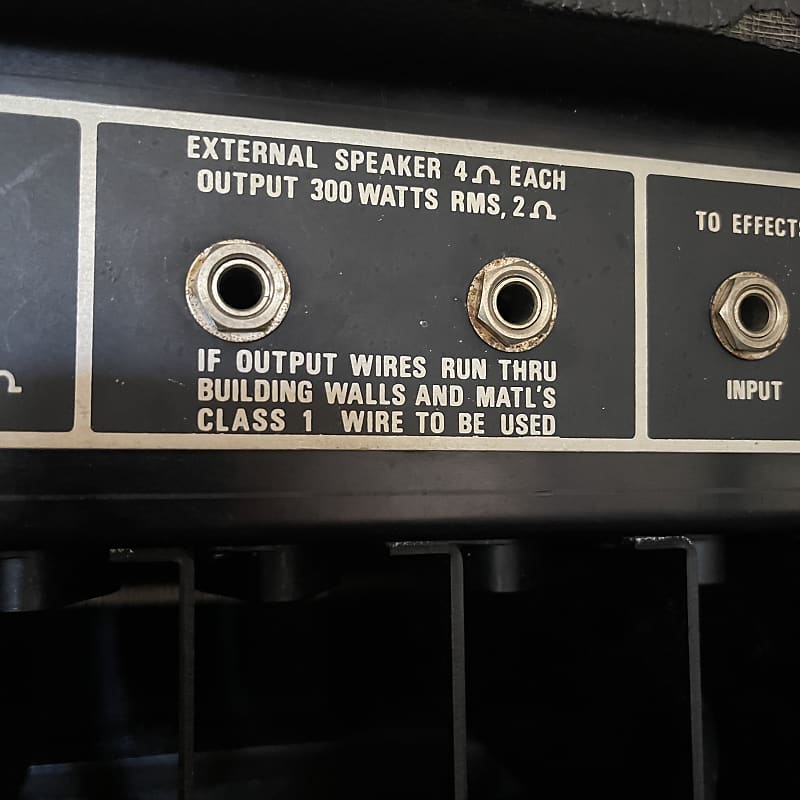 EXTERNAL SPEAKER 4Ω EACH
OUTPUT 300 WATTS RMS, 2Ω
IF OUTPUT WIRES RUN THRU
BUILDING WALLS AND MATL'S
CLASS 1 WIRE TO BE USED
Ω
TO EFFECTS
INPUT